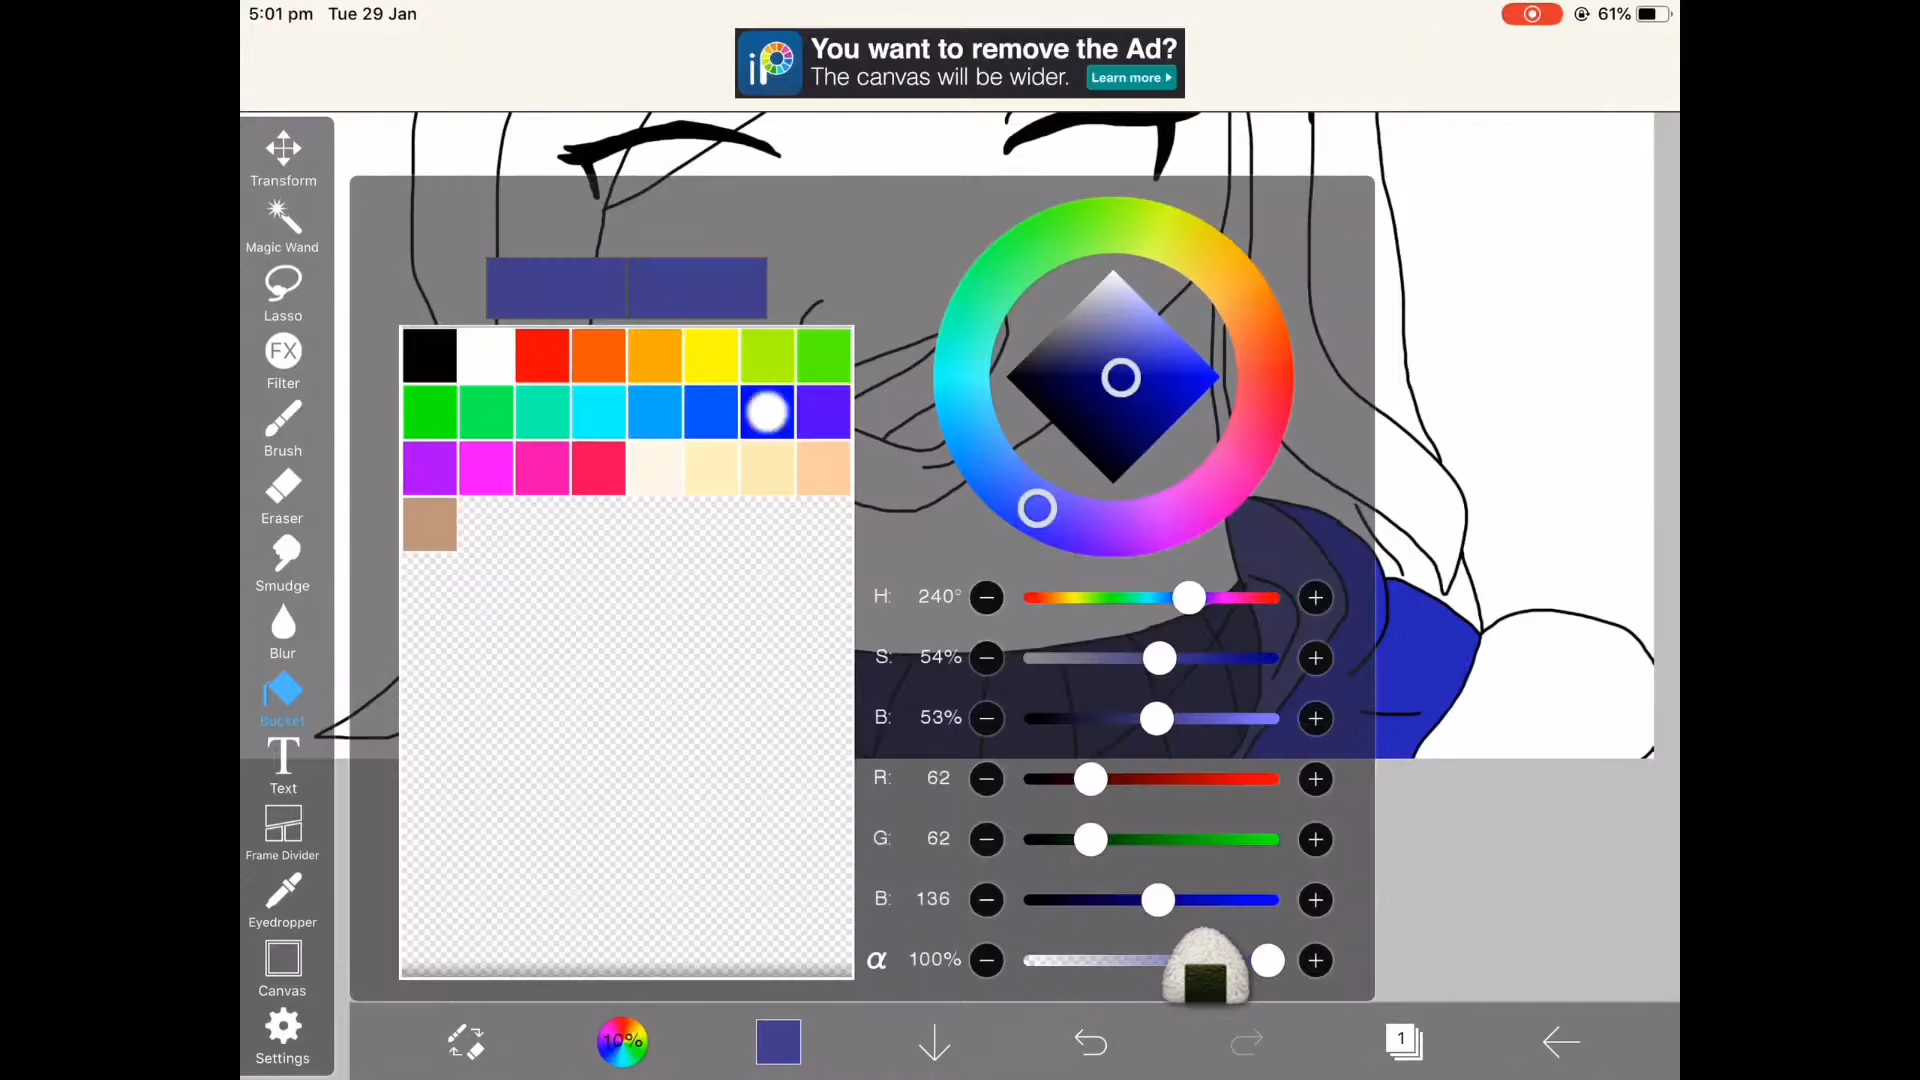 5:01 pm Tue 29 Jan
61%
iP
You want to remove the Ad?
The canvas will be wider. Learn more
Transform
Magic Wand
Lasso
FX
Filter
Brush
Eraser
Smudge
Blur
Bucket
T
Text
Frame Divider
Eyedropper
Canvas
Settings
H: 240°
S: 54%
B: 53%
R: 62
G: 62
B: 136
α 100%
10%
1